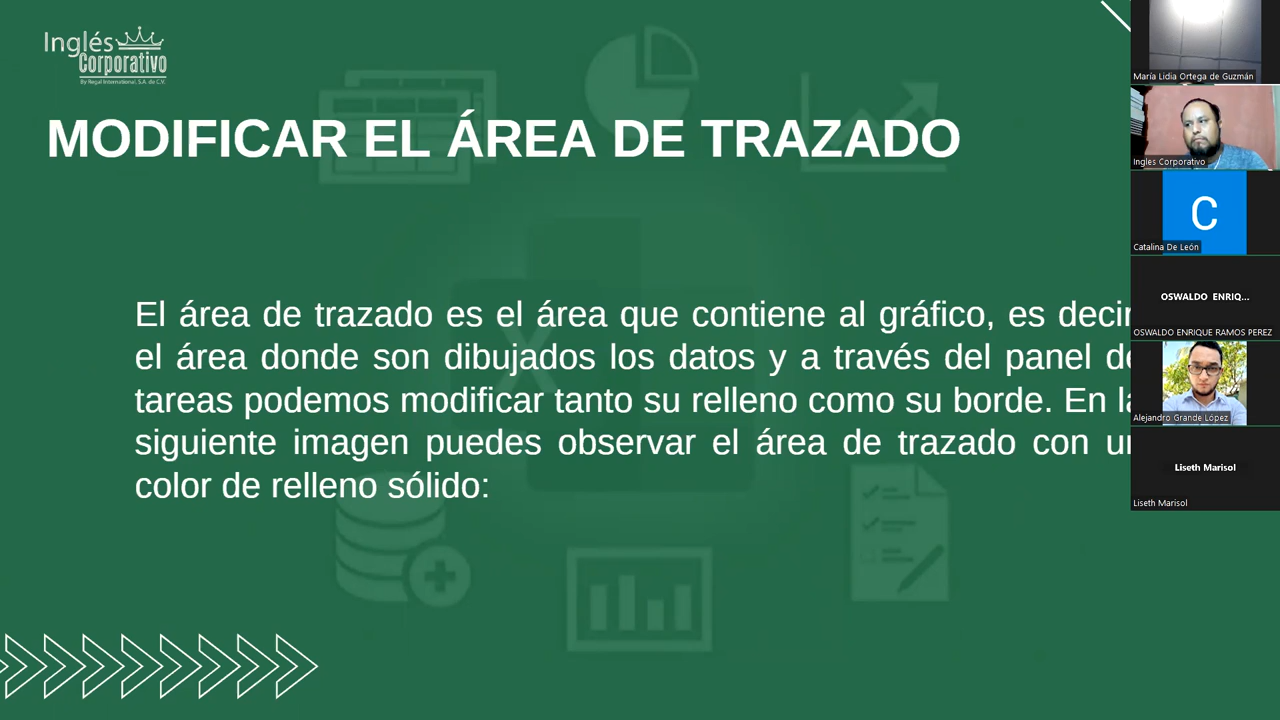 Inglés
Corporativo
By Regal International, S.A. de C.V.
MODIFICAR EL ÁREA DE TRAZADO
El área de trazado es el área que contiene al gráfico, es decir
el área donde son dibujados los datos y a través del panel de
tareas podemos modificar tanto su relleno como su borde. En la
siguiente imagen puedes observar el área de trazado con un
color de relleno sólido:
María Lidia Ortega de Guzmán
Ingles Corporativo
C
Catalina De León
OSWALDO ENRIQ...
OSWALDO ENRIQUE RAMOS PEREZ
Alejandro Grande López
Liseth Marisol
Liseth Marisol